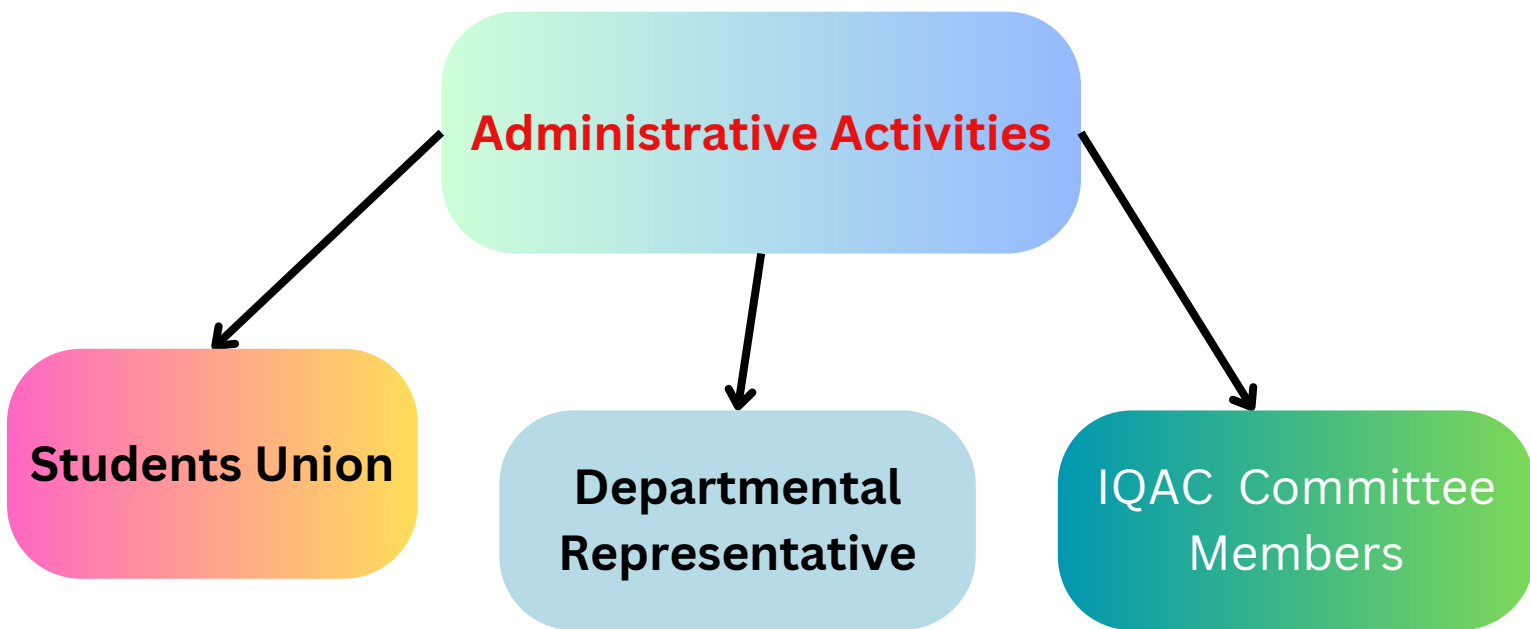 Administrative Activities
Students Union
Departmental
Representative
IQAC  Committee
Members